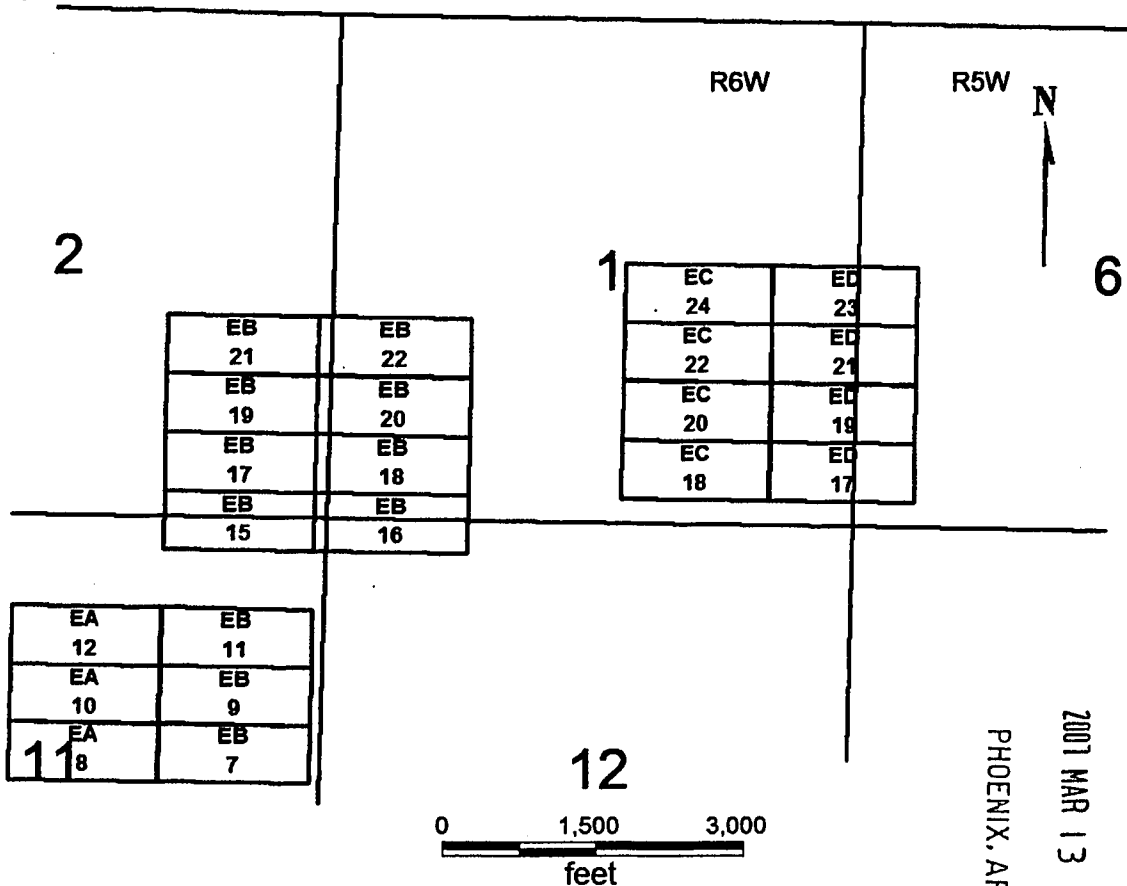 R6W R5W
N
2
1
6
EC ED
24 23
EC ED
22 21
EC ED
20 19
EC ED
18 17
EB EB
21 22
EB EB
19 20
EB EB
17 18
EB EB
15 16
EA EB
12 11
EA EB
10 9
EA EB
11 8 7
12
0 1,500 3,000
feet
MAR 13
PHOENIX,